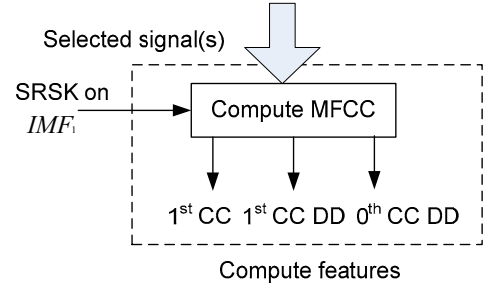 Selected signal(s)
SRSK on
IMF₁
Compute MFCC
1ˢᵗ CC 1ˢᵗ CC DD 0ᵗʰ CC DD
Compute features